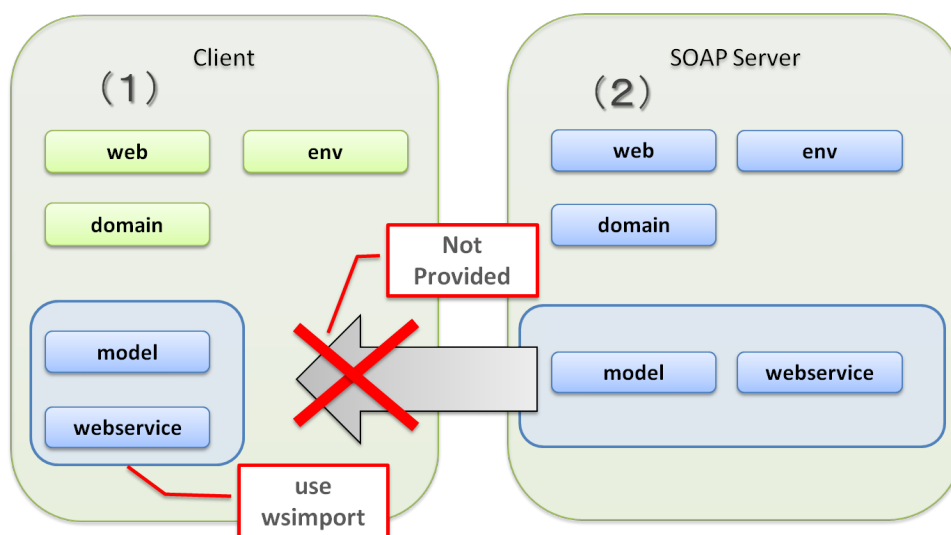 Client
（１）
web
env
domain
model
webservice
use
wsimport
Not
Provided
SOAP Server
（２）
web
env
domain
model
webservice